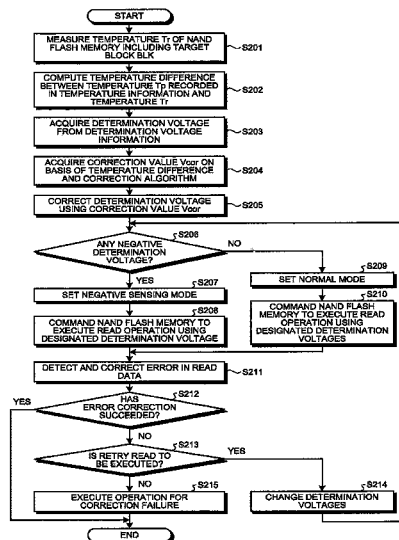 START
MEASURE TEMPERATURE Tr OF NAND
FLASH MEMORY INCLUDING TARGET
BLOCK BLK
S201
COMPUTE TEMPERATURE DIFFERENCE
BETWEEN TEMPERATURE Tp RECORDED
IN TEMPERATURE INFORMATION AND
TEMPERATURE Tr
S202
ACQUIRE DETERMINATION VOLTAGE
FROM DETERMINATION VOLTAGE
INFORMATION
S203
ACQUIRE CORRECTION VALUE Vcor ON
BASIS OF TEMPERATURE DIFFERENCE
AND CORRECTION ALGORITHM
S204
CORRECT DETERMINATION VOLTAGE
USING CORRECTION VALUE Vcor
S205
S206
ANY NEGATIVE
DETERMINATION
VOLTAGE?
NO
YES
S207
SET NEGATIVE SENSING MODE
S209
SET NORMAL MODE
S208
COMMAND NAND FLASH
MEMORY TO EXECUTE READ
OPERATION USING DESIGNATED
DETERMINATION VOLTAGE
S210
COMMAND NAND FLASH
MEMORY TO EXECUTE READ
OPERATION USING
DESIGNATED DETERMINATION
VOLTAGES
DETECT AND CORRECT ERROR IN READ
DATA
S211
S212
YES
HAS
ERROR CORRECTION
SUCCEEDED?
NO
S213
IS RETRY READ TO
BE EXECUTED?
YES
NO
S215
EXECUTE OPERATION FOR
CORRECTION FAILURE
S214
CHANGE DETERMINATION
VOLTAGES
END